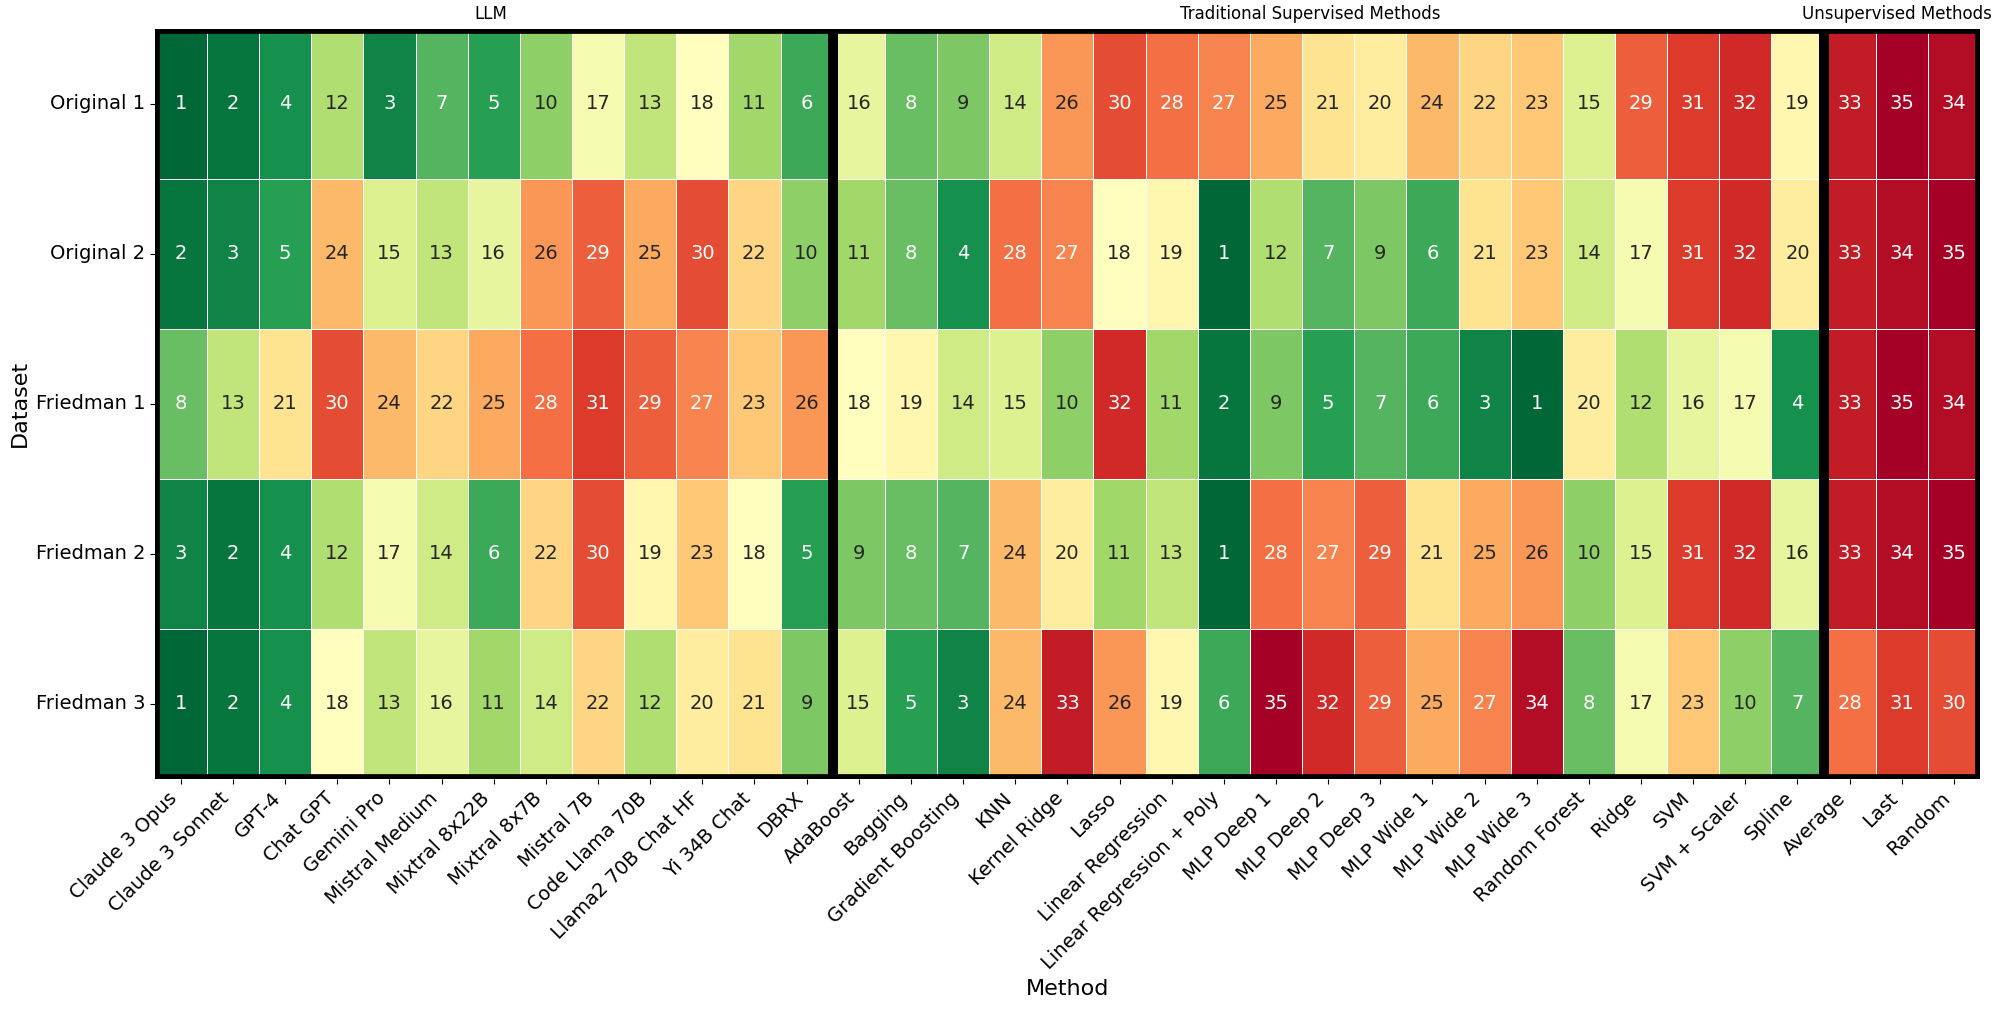 LLM Traditional Supervised Methods Unsupervised Methods
Original 1 1 2 4 12 3 7 5 10 17 13 18 11 6 16 8 9 14 26 30 28 27 25 21 20 24 22 23 15 29 31 32 19 33 35 34
Original 2 2 3 5 24 15 13 16 26 29 25 30 22 10 11 8 4 28 27 18 19 1 12 7 9 6 21 23 14 17 31 32 20 33 34 35
Friedman 1 8 13 21 30 24 22 25 28 31 29 27 23 26 18 19 14 15 10 32 11 2 9 5 7 6 3 1 20 12 16 17 4 33 35 34
Friedman 2 3 2 4 12 17 14 6 22 30 19 23 18 5 9 8 7 24 20 11 13 1 28 27 29 21 25 26 10 15 31 32 16 33 34 35
Friedman 3 1 2 4 18 13 16 11 14 22 12 20 21 9 15 5 3 24 33 26 19 6 35 32 29 25 27 34 8 17 23 10 7 28 31 30
Dataset
Claude 3 Opus
Claude 3 Sonnet
GPT-4
Chat GPT
Gemini Pro
Mistral Medium
Mixtral 8x22B
Mixtral 8x7B
Mistral 7B
Code Llama 70B
Llama2 70B Chat HF
Yi 34B Chat
DBRX
AdaBoost
Bagging
Gradient Boosting
KNN
Kernel Ridge
Lasso
Linear Regression
Linear Regression + Poly
MLP Deep 1
MLP Deep 2
MLP Deep 3
MLP Wide 1
MLP Wide 2
MLP Wide 3
Random Forest
Ridge
SVM
SVM + Scaler
Spline
Average
Last
Random
Method